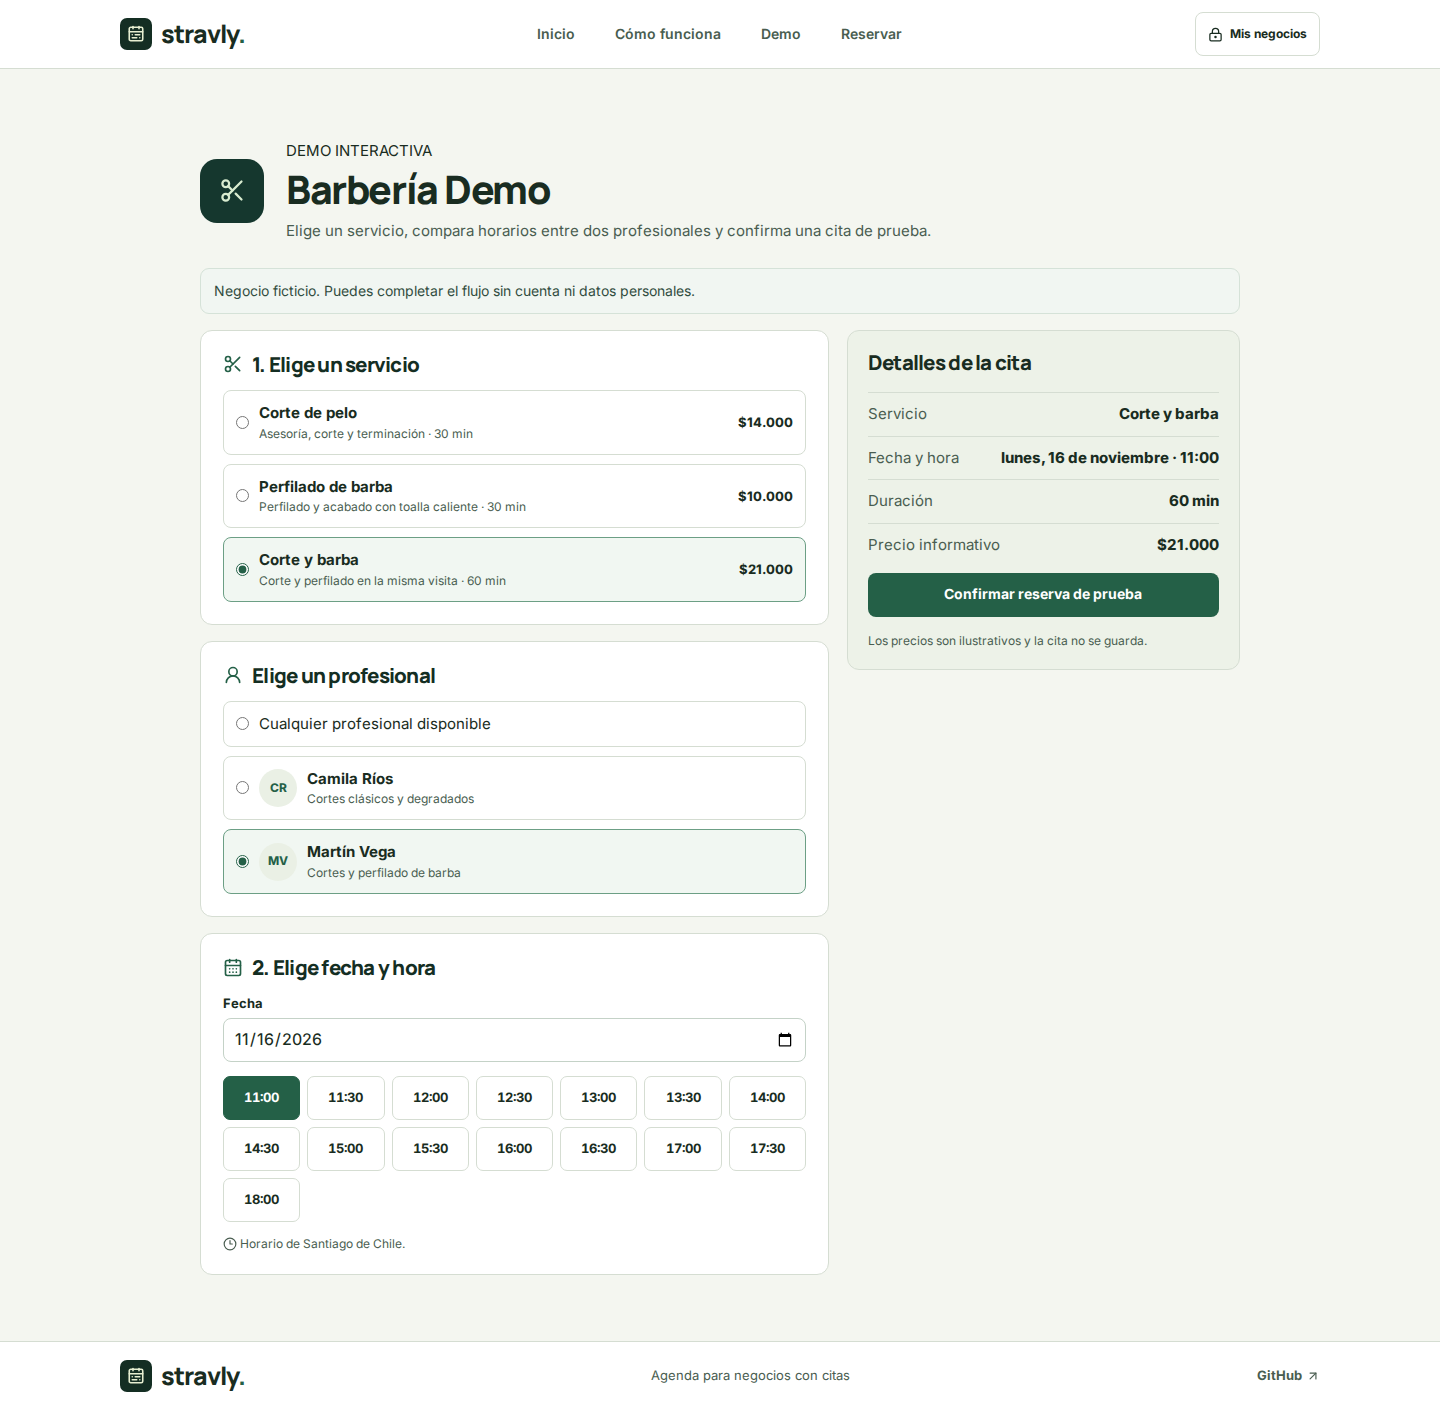 stravly.
Inicio
Cómo funciona
Demo
Reservar
Mis negocios
DEMO INTERACTIVA
Barbería Demo
Elige un servicio, compara horarios entre dos profesionales y confirma una cita de prueba.
Negocio ficticio. Puedes completar el flujo sin cuenta ni datos personales.
1. Elige un servicio
Corte de pelo
Asesoría, corte y terminación · 30 min
$14.000
Perfilado de barba
Perfilado y acabado con toalla caliente · 30 min
$10.000
Corte y barba
Corte y perfilado en la misma visita · 60 min
$21.000
Elige un profesional
Cualquier profesional disponible
CR
Camila Ríos
Cortes clásicos y degradados
MV
Martín Vega
Cortes y perfilado de barba
2. Elige fecha y hora
Fecha
11/16/2026
11:00 11:30 12:00 12:30 13:00 13:30 14:00
14:30 15:00 15:30 16:00 16:30 17:00 17:30
18:00
Horario de Santiago de Chile.
Detalles de la cita
Servicio Corte y barba
Fecha y hora lunes, 16 de noviembre · 11:00
Duración 60 min
Precio informativo $21.000
Confirmar reserva de prueba
Los precios son ilustrativos y la cita no se guarda.
stravly.
Agenda para negocios con citas
GitHub